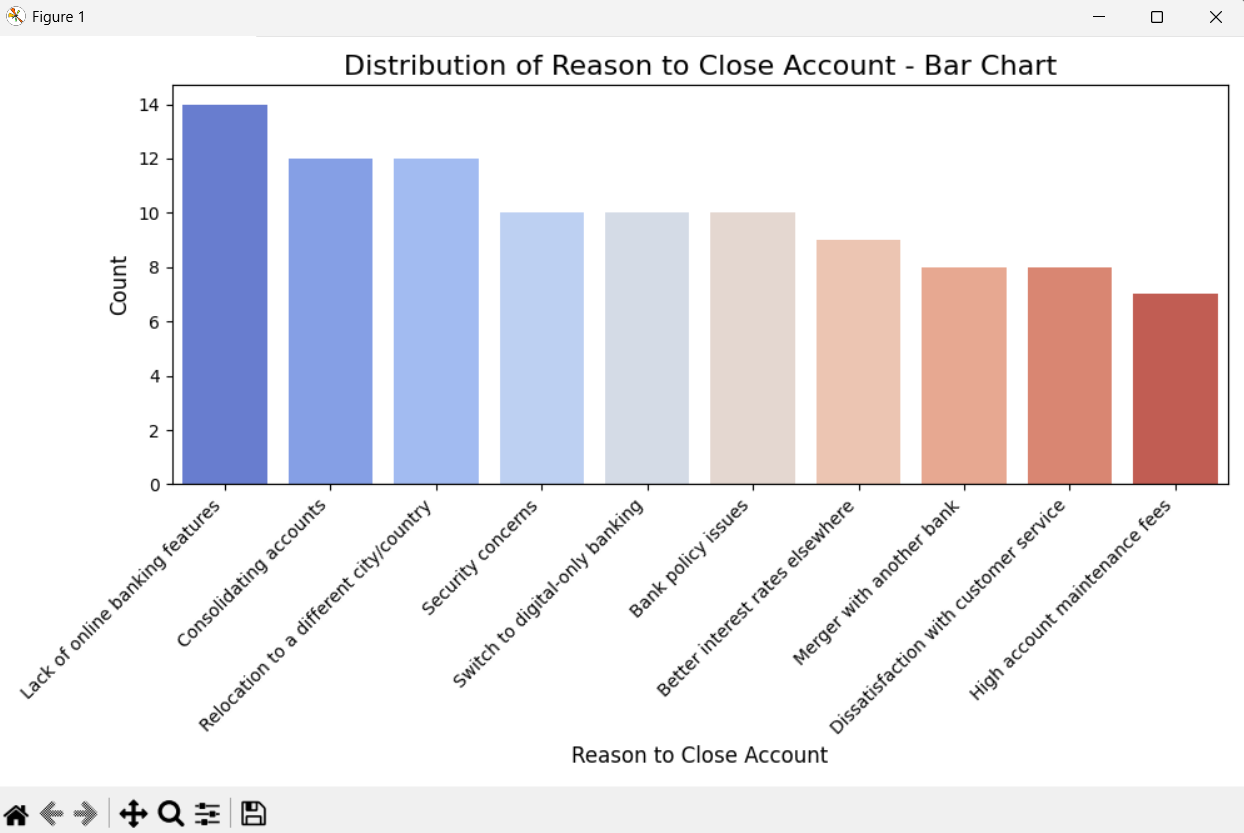 Figure 1
Distribution of Reason to Close Account - Bar Chart
Count
14
12
10
8
6
4
2
0
Lack of online banking features
Consolidating accounts
Relocation to a different city/country
Security concerns
Switch to digital-only banking
Bank policy issues
Better interest rates elsewhere
Merger with another bank
Dissatisfaction with customer service
High account maintenance fees
Reason to Close Account